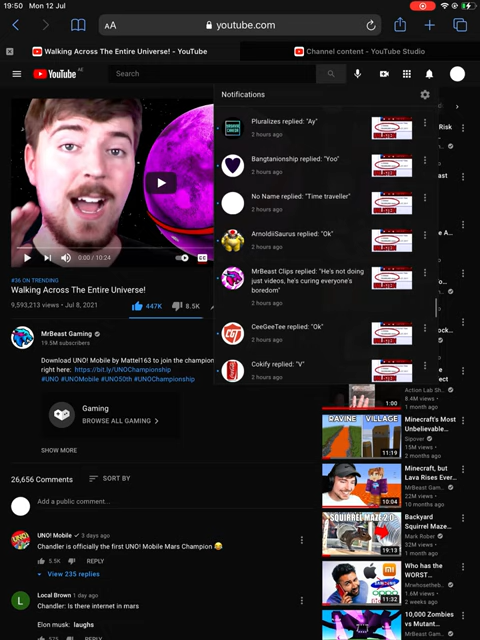 19:50 Mon 12 Jul
AA
youtube.com
Walking Across The Entire Universe! - YouTube
Channel content - YouTube Studio
YouTube
AE
Search
Notifications
Pluralizes replied: "Ay"
2 hours ago
Bangtanionship replied: "Yoo"
2 hours ago
No Name replied: "Time traveller"
2 hours ago
ArnoldiiSaurus replied: "Ok"
2 hours ago
MrBeast Clips replied: "He's not doing
just videos, he's curing everyone's
boredom"
2 hours ago
CeeGeeTee replied: "Ok"
2 hours ago
Cokify replied: "V"
2 hours ago
0:00 / 10:24
#36 ON TRENDING
Walking Across The Entire Universe!
9,593,213 views • Jul 8, 2021
447K
8.5K
MrBeast Gaming
19.5M subscribers
Download UNO! Mobile by Mattel163 to join the champion
right here: https://bit.ly/UNOChampionship
#UNO #UNOMobile #UNO50th #UNOChampionship
Gaming
BROWSE ALL GAMING
SHOW MORE
26,656 Comments
SORT BY
Add a public comment...
UNO! Mobile 3 days ago
Chandler is officially the first UNO! Mobile Mars Champion
5.5K
REPLY
View 235 replies
Local Brown 1 day ago
Chandler: Is there internet in mars
Elon musk: laughs
575
REPLY
Risk
1:00
Action Lab Sh...
8.4M views •
1 month ago
RAVINE VILLAGE
11:19
Minecraft's Most
Unbelievable...
Sipover
15M views •
2 months ago
10:04
Minecraft, but
Lava Rises Ever...
MrBeast Gam...
22M views •
10 months ago
SQUIRREL MAZE 2.0
19:13
Backyard
Squirrel Maze...
Mark Rober
32M views •
1 month ago
11:32
Who has the
WORST...
Mrwhosetheb...
1.6M views •
2 weeks ago
10,000 Zombies
vs Mutant...
MrBeast Gam...